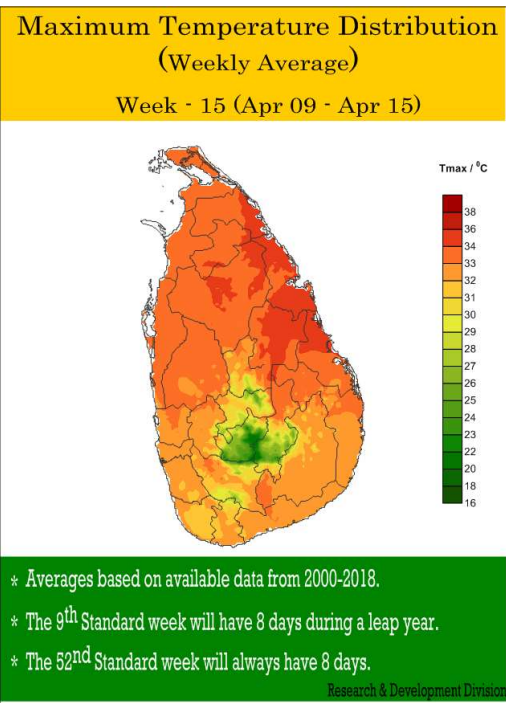 Maximum Temperature Distribution
(Weekly Average)
Week - 15 (Apr 09 - Apr 15)
Tmax / ⁰C
38
36
34
33
32
31
30
29
28
27
26
25
24
23
22
20
18
16
* Averages based on available data from 2000-2018.
* The 9th Standard week will have 8 days during a leap year.
* The 52nd Standard week will always have 8 days.
Research & Development Division